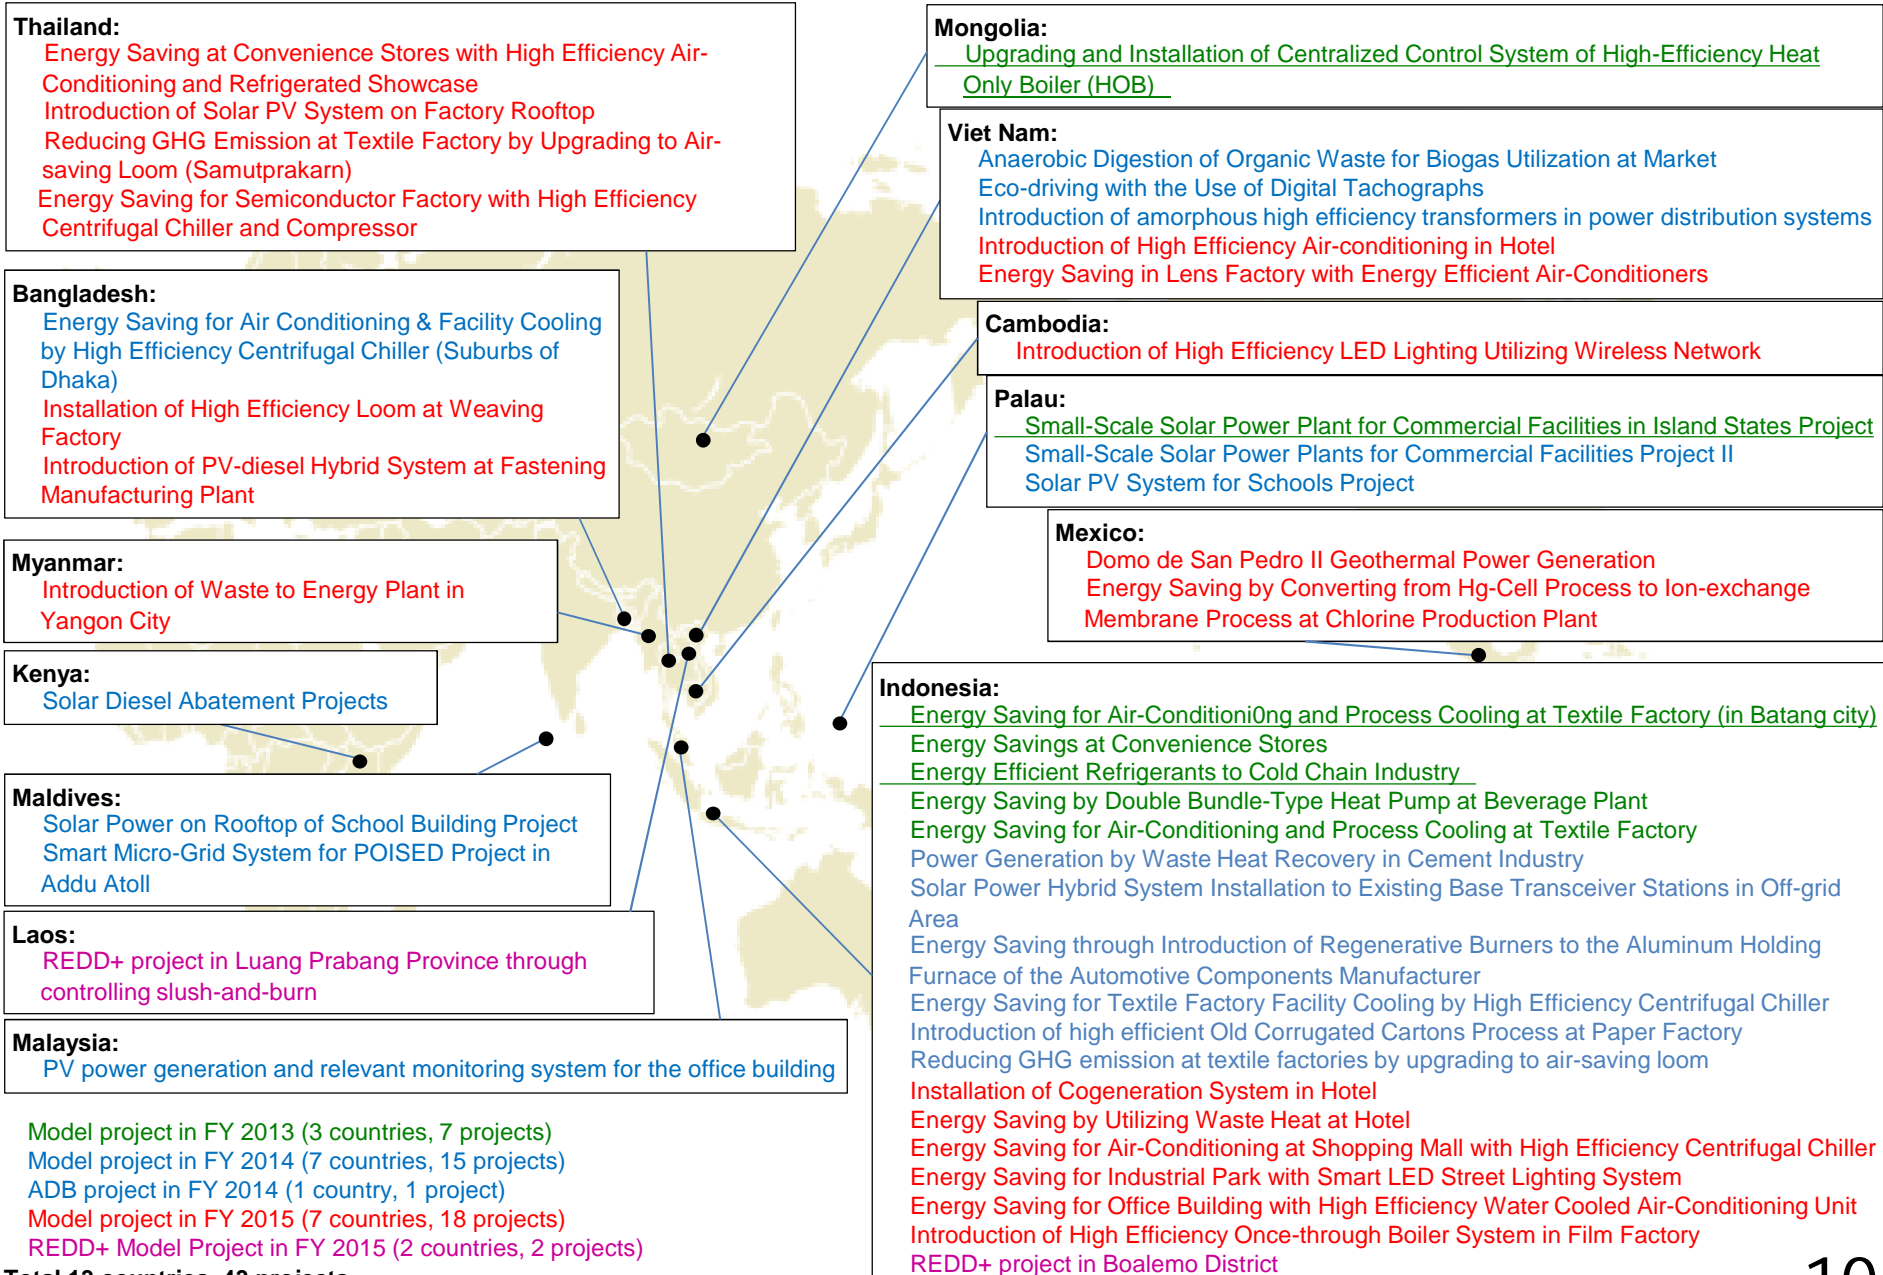 Thailand:
Energy Saving at Convenience Stores with High Efficiency Air-
Conditioning and Refrigerated Showcase
Introduction of Solar PV System on Factory Rooftop
Reducing GHG Emission at Textile Factory by Upgrading to Air-
saving Loom (Samutprakarn)
Energy Saving for Semiconductor Factory with High Efficiency
Centrifugal Chiller and Compressor
Bangladesh:
Energy Saving for Air Conditioning & Facility Cooling
by High Efficiency Centrifugal Chiller (Suburbs of
Dhaka)
Installation of High Efficiency Loom at Weaving
Factory
Introduction of PV-diesel Hybrid System at Fastening
Manufacturing Plant
Myanmar:
Introduction of Waste to Energy Plant in
Yangon City
Kenya:
Solar Diesel Abatement Projects
Maldives:
Solar Power on Rooftop of School Building Project
Smart Micro-Grid System for POISED Project in
Addu Atoll
Laos:
REDD+ project in Luang Prabang Province through
controlling slush-and-burn
Malaysia:
PV power generation and relevant monitoring system for the office building
Model project in FY 2013 (3 countries, 7 projects)
Model project in FY 2014 (7 countries, 15 projects)
ADB project in FY 2014 (1 country, 1 project)
Model project in FY 2015 (7 countries, 18 projects)
REDD+ Model Project in FY 2015 (2 countries, 2 projects)
Mongolia:
Upgrading and Installation of Centralized Control System of High-Efficiency Heat
Only Boiler (HOB)
Viet Nam:
Anaerobic Digestion of Organic Waste for Biogas Utilization at Market
Eco-driving with the Use of Digital Tachographs
Introduction of amorphous high efficiency transformers in power distribution systems
Introduction of High Efficiency Air-conditioning in Hotel
Energy Saving in Lens Factory with Energy Efficient Air-Conditioners
Cambodia:
Introduction of High Efficiency LED Lighting Utilizing Wireless Network
Palau:
Small-Scale Solar Power Plant for Commercial Facilities in Island States Project
Small-Scale Solar Power Plants for Commercial Facilities Project II
Solar PV System for Schools Project
Mexico:
Domo de San Pedro II Geothermal Power Generation
Energy Saving by Converting from Hg-Cell Process to Ion-exchange
Membrane Process at Chlorine Production Plant
Indonesia:
Energy Saving for Air-Conditioni0ng and Process Cooling at Textile Factory (in Batang city)
Energy Savings at Convenience Stores
Energy Efficient Refrigerants to Cold Chain Industry
Energy Saving by Double Bundle-Type Heat Pump at Beverage Plant
Energy Saving for Air-Conditioning and Process Cooling at Textile Factory
Power Generation by Waste Heat Recovery in Cement Industry
Solar Power Hybrid System Installation to Existing Base Transceiver Stations in Off-grid
Area
Energy Saving through Introduction of Regenerative Burners to the Aluminum Holding
Furnace of the Automotive Components Manufacturer
Energy Saving for Textile Factory Facility Cooling by High Efficiency Centrifugal Chiller
Introduction of high efficient Old Corrugated Cartons Process at Paper Factory
Reducing GHG emission at textile factories by upgrading to air-saving loom
Installation of Cogeneration System in Hotel
Energy Saving by Utilizing Waste Heat at Hotel
Energy Saving for Air-Conditioning at Shopping Mall with High Efficiency Centrifugal Chiller
Energy Saving for Industrial Park with Smart LED Street Lighting System
Energy Saving for Office Building with High Efficiency Water Cooled Air-Conditioning Unit
Introduction of High Efficiency Once-through Boiler System in Film Factory
REDD+ project in Boalemo District